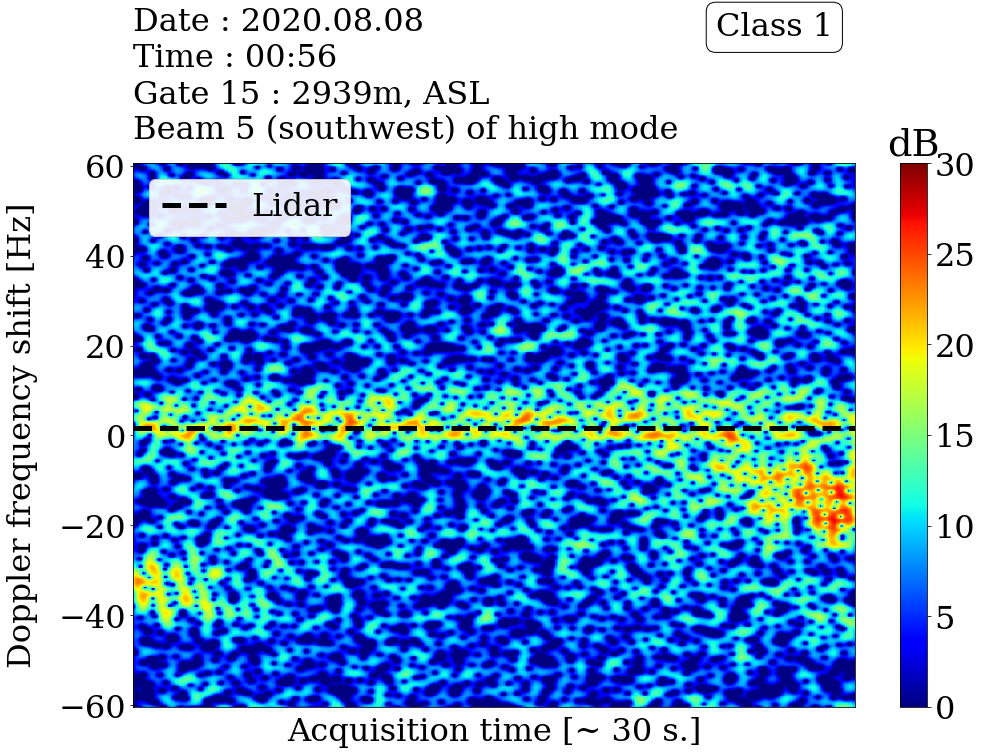 Date : 2020.08.08
Time : 00:56
Gate 15 : 2939m, ASL
Beam 5 (southwest) of high mode
Class 1
dB
Lidar
Doppler frequency shift [Hz]
60
40
20
0
−20
−40
−60
Acquisition time [~ 30 s.]
30
25
20
15
10
5
0